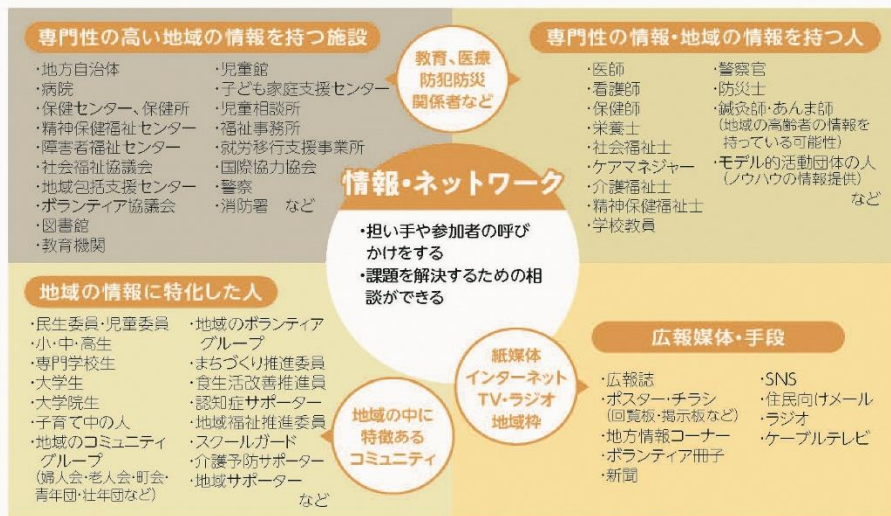 専門性の高い地域の情報を持つ施設
・地方自治体
・病院
・保健センター、保健所
・精神保健福祉センター
・障害者福祉センター
・社会福祉協議会
・地域包括支援センター
・ボランティア協議会
・図書館
・教育機関
・児童館
・子ども家庭支援センター
・児童相談所
・福祉事務所
・就労移行支援事業所
・国際協力協会
・警察
・消防署 など
教育、医療
防犯防災
関係者など
専門性の情報・地域の情報を持つ人
・医師
・看護師
・保健師
・栄養士
・社会福祉士
・ケアマネジャー
・介護福祉士
・精神保健福祉士
・学校教員
・警察官
・防災士
・鍼灸師・あんま師
(地域の高齢者の情報を
持っている可能性)
・モデル的活動団体の人
(ノウハウの情報提供)
など
情報・ネットワーク
・担い手や参加者の呼び
かけをする
・課題を解決するための相
談ができる
地域の情報に特化した人
・民生委員・児童委員
・小・中・高生
・専門学校生
・大学生
・大学院生
・子育て中の人
・地域のコミュニティ
グループ
(婦人会・老人会・町会・
青年団・壮年団など)
・地域のボランティア
グループ
・まちづくり推進委員
・食生活改善推進員
・認知症サポーター
・地域福祉推進委員
・スクールガード
・介護予防サポーター
・地域サポーター
など
地域の中に
特徴ある
コミュニティ
紙媒体
インターネット
TV・ラジオ
地域枠
広報媒体・手段
・広報誌
・ポスター・チラシ
(回覧板・掲示板など)
・地方情報コーナー
・ボランティア冊子
・新聞
・SNS
・住民向けメール
・ラジオ
・ケーブルテレビ